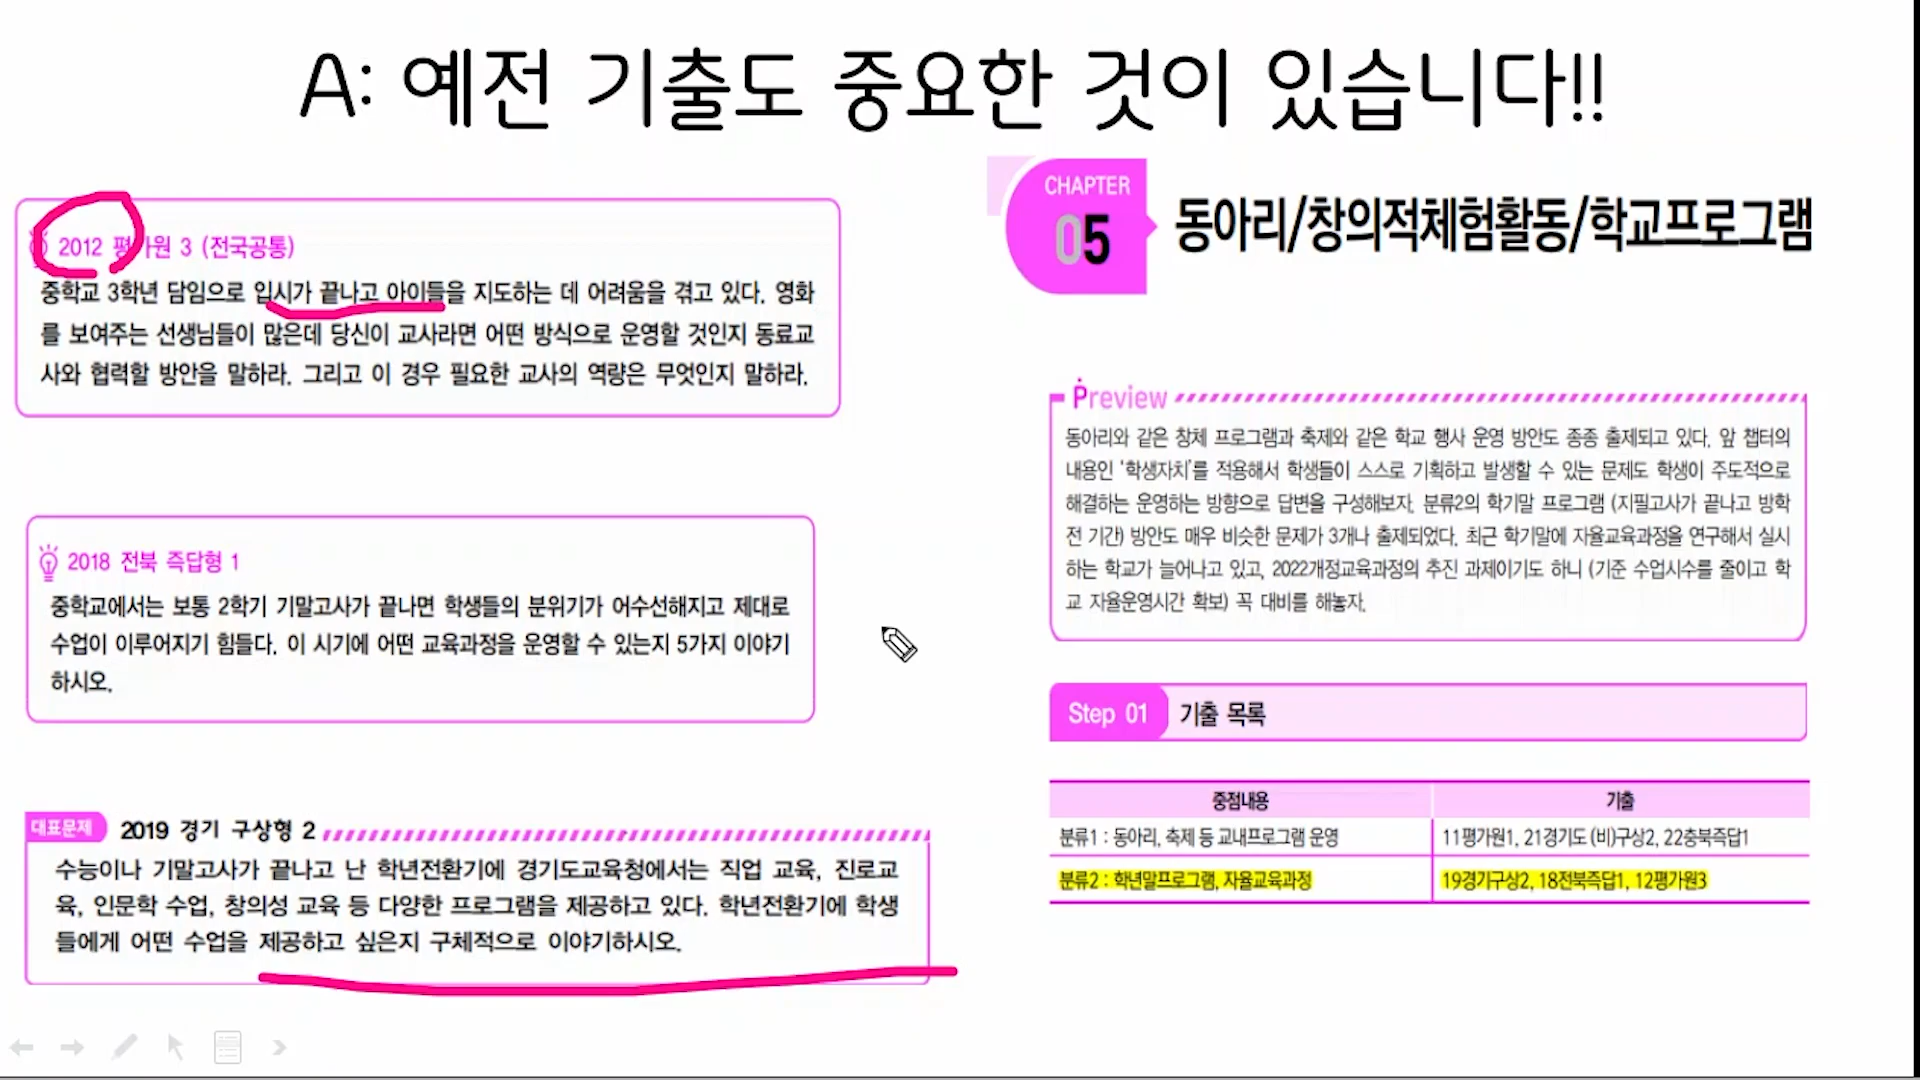 A: 예전 기출도 중요한 것이 있습니다!!
2012 평가원 3 (전국공통)
중학교 3학년 담임으로 입시가 끝나고 아이들을 지도하는 데 어려움을 겪고 있다. 영화
를 보여주는 선생님들이 많은데 당신이 교사라면 어떤 방식으로 운영할 것인지 동료교
사와 협력할 방안을 말하라. 그리고 이 경우 필요한 교사의 역량은 무엇인지 말하라.
2018 전북 즉답형 1
중학교에서는 보통 2학기 기말고사가 끝나면 학생들의 분위기가 어수선해지고 제대로
수업이 이루어지기 힘들다. 이 시기에 어떤 교육과정을 운영할 수 있는지 5가지 이야기
하시오.
대표문제 2019 경기 구상형 2
수능이나 기말고사가 끝나고 난 학년전환기에 경기도교육청에서는 직업 교육, 진로교
육, 인문학 수업, 창의성 교육 등 다양한 프로그램을 제공하고 있다. 학년전환기에 학생
들에게 어떤 수업을 제공하고 싶은지 구체적으로 이야기하시오.
CHAPTER
05
동아리/창의적체험활동/학교프로그램
Preview
동아리와 같은 창체 프로그램과 축제와 같은 학교 행사 운영 방안도 종종 출제되고 있다. 앞 챕터의
내용인 '학생자치'를 적용해서 학생들이 스스로 기획하고 발생할 수 있는 문제도 학생이 주도적으로
해결하는 운영하는 방향으로 답변을 구성해보자. 분류2의 학기말 프로그램 (지필고사가 끝나고 방학
전 기간) 방안도 매우 비슷한 문제가 3개나 출제되었다. 최근 학기말에 자율교육과정을 연구해서 실시
하는 학교가 늘어나고 있고, 2022개정교육과정의 추진 과제이기도 하니 (기준 수업시수를 줄이고 학
교 자율운영시간 확보) 꼭 대비를 해놓자.
Step 01 기출 목록
중점내용 기출
분류1 : 동아리, 축제 등 교내프로그램 운영 11평가원1, 21경기도 (비)구상2, 22충북즉답1
분류2 : 학년말프로그램, 자율교육과정 19경기구상2, 18전북즉답1, 12평가원3